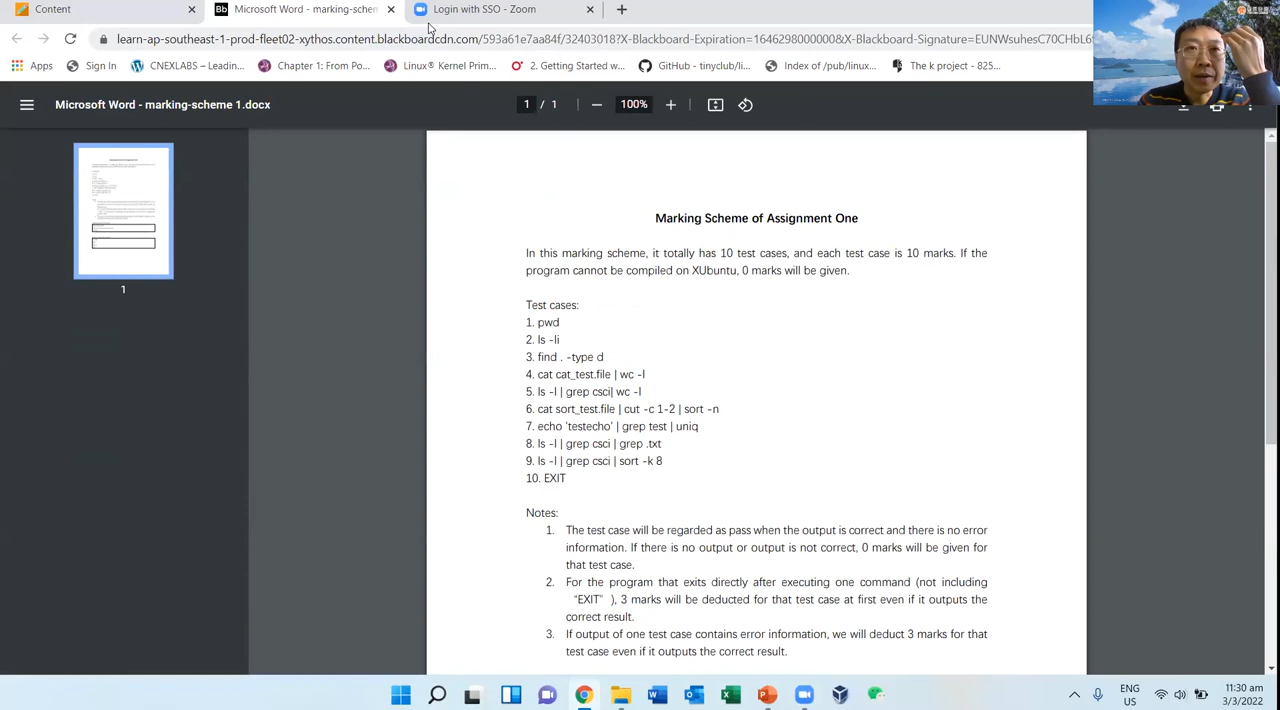 Content
Bb Microsoft Word - marking-schem
Login with SSO - Zoom
learn-ap-southeast-1-prod-fleet02-xythos.content.blackboardcdn.com/593a61e7a424f/32403018?X-Blackboard-Expiration=1646298000000&X-Blackboard-Signature=EUNWsuhesC70CHbL6
Apps
Sign In
CNEXLABS – Leadin...
Chapter 1: From Po...
Linux® Kernel Prim...
2. Getting Started w...
GitHub - tinyclub/li...
Index of /pub/linux...
The k project - 825...
Microsoft Word - marking-scheme 1.docx
1 / 1
100%
1
Marking Scheme of Assignment One
In this marking scheme, it totally has 10 test cases, and each test case is 10 marks. If the
program cannot be compiled on XUbuntu, 0 marks will be given.
Test cases:
1. pwd
2. ls -li
3. find . -type d
4. cat cat_test.file | wc -l
5. ls -l | grep csci| wc -l
6. cat sort_test.file | cut -c 1-2 | sort -n
7. echo 'testecho' | grep test | uniq
8. ls -l | grep csci | grep .txt
9. ls -l | grep csci | sort -k 8
10. EXIT
Notes:
1. The test case will be regarded as pass when the output is correct and there is no error
information. If there is no output or output is not correct, 0 marks will be given for
that test case.
2. For the program that exits directly after executing one command (not including
“EXIT” ), 3 marks will be deducted for that test case at first even if it outputs the
correct result.
3. If output of one test case contains error information, we will deduct 3 marks for that
test case even if it outputs the correct result.
ENG
US
11:30 am
3/3/2022